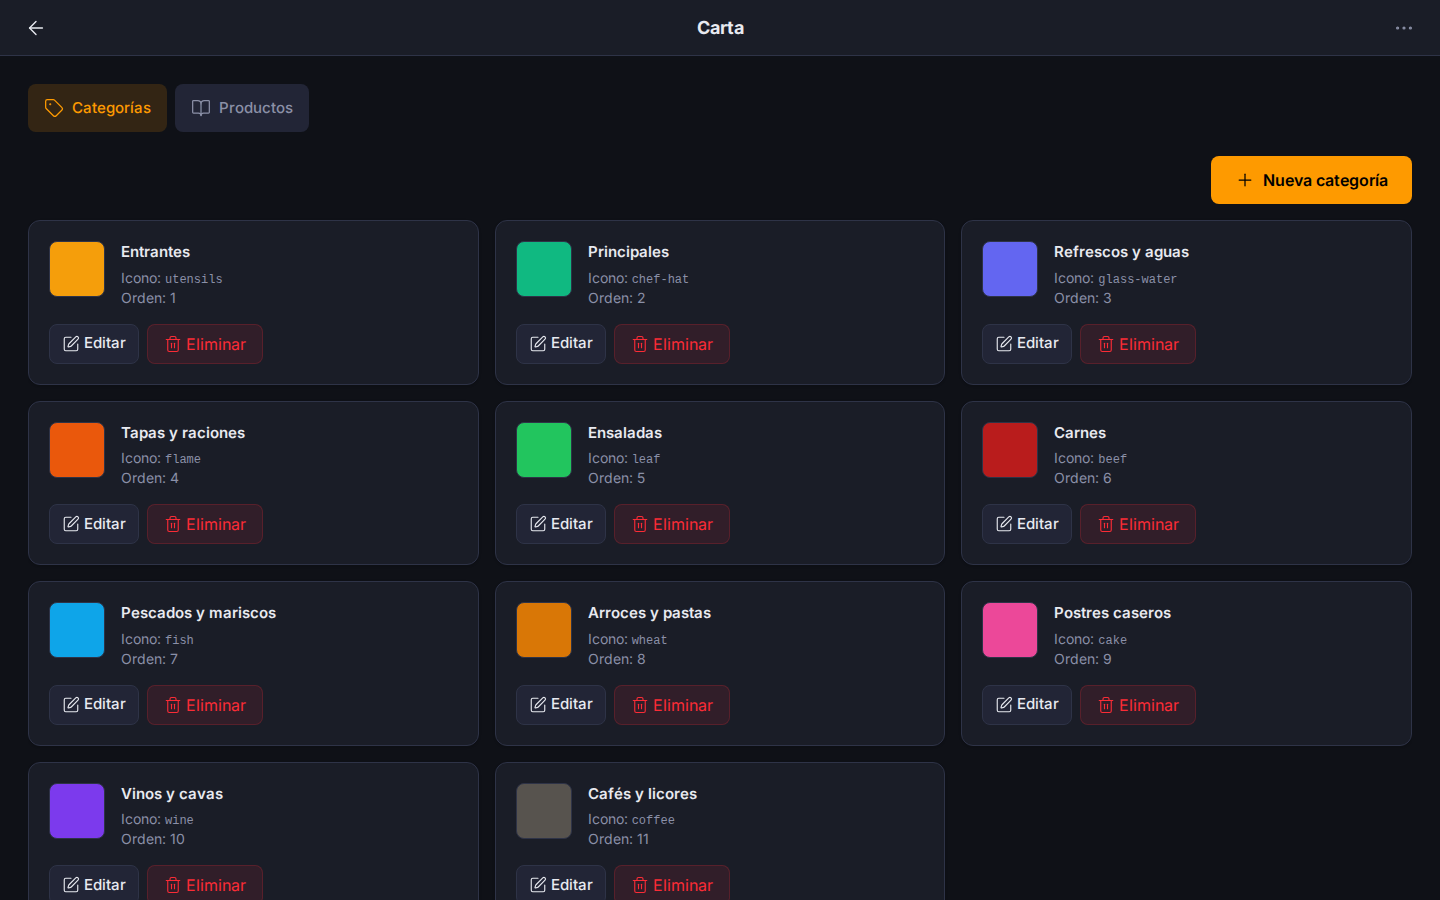 Carta
Categorías
Productos
Nueva categoría
Entrantes
Icono: utensils
Orden: 1
Editar
Eliminar
Principales
Icono: chef-hat
Orden: 2
Editar
Eliminar
Refrescos y aguas
Icono: glass-water
Orden: 3
Editar
Eliminar
Tapas y raciones
Icono: flame
Orden: 4
Editar
Eliminar
Ensaladas
Icono: leaf
Orden: 5
Editar
Eliminar
Carnes
Icono: beef
Orden: 6
Editar
Eliminar
Pescados y mariscos
Icono: fish
Orden: 7
Editar
Eliminar
Arroces y pastas
Icono: wheat
Orden: 8
Editar
Eliminar
Postres caseros
Icono: cake
Orden: 9
Editar
Eliminar
Vinos y cavas
Icono: wine
Orden: 10
Editar
Eliminar
Cafés y licores
Icono: coffee
Orden: 11
Editar
Eliminar